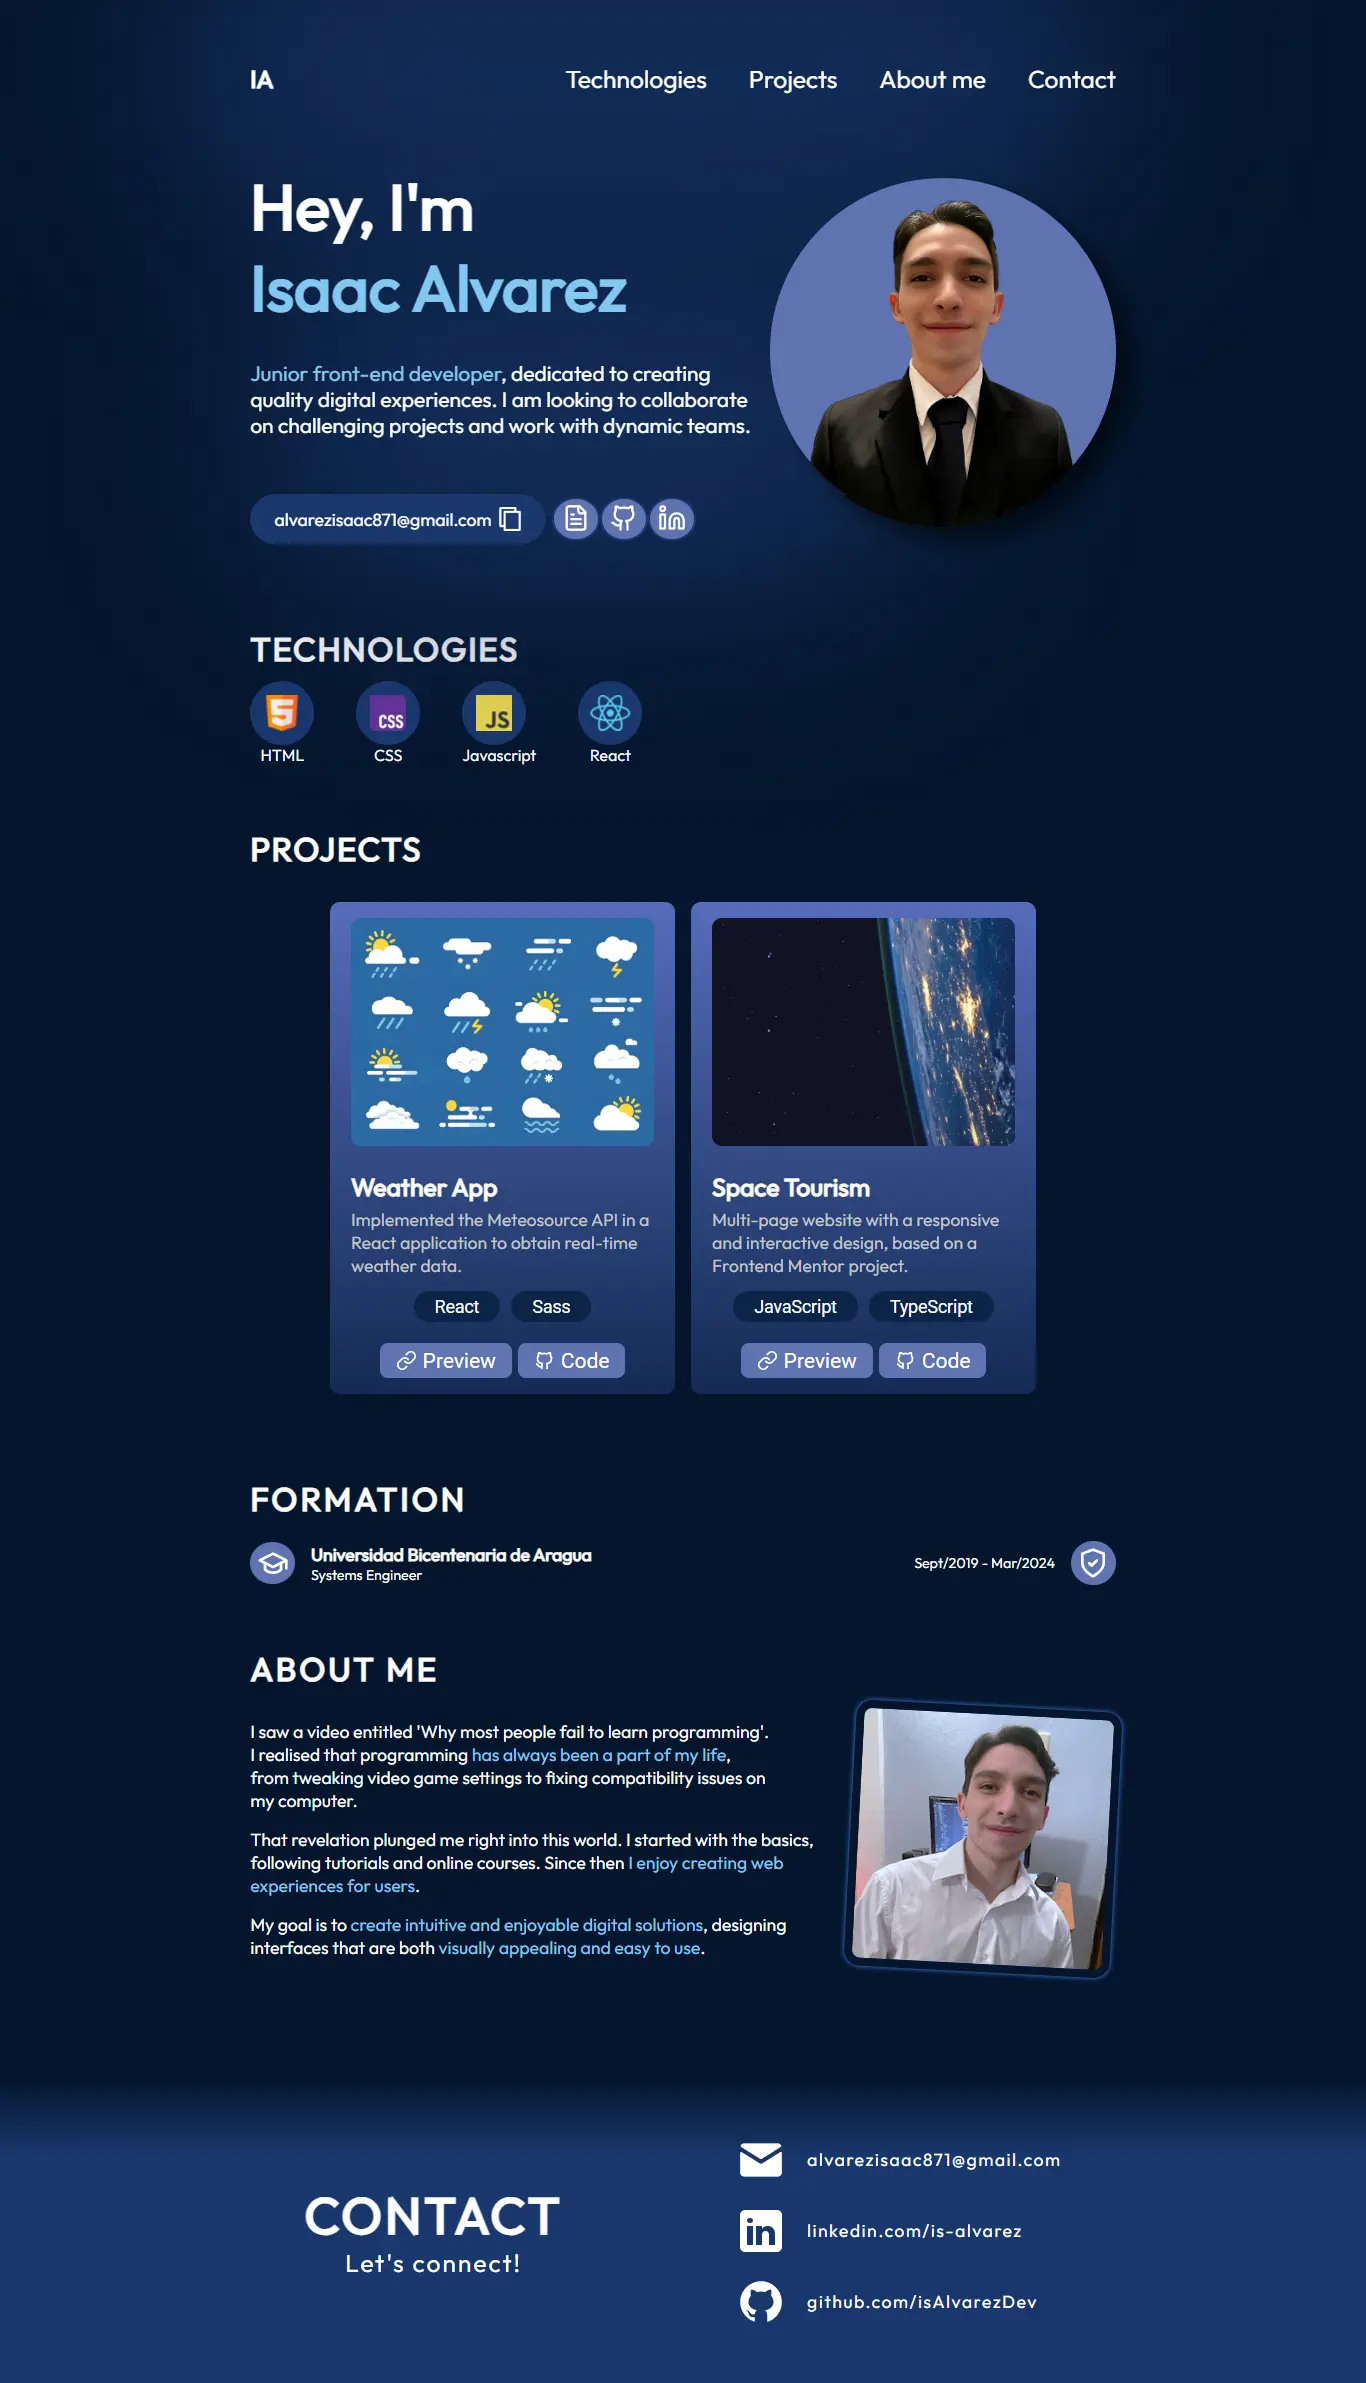 IA
Technologies Projects About me Contact
Hey, I'm
Isaac Alvarez
Junior front-end developer, dedicated to creating
quality digital experiences. I am looking to collaborate
on challenging projects and work with dynamic teams.
alvarezisaac871@gmail.com
TECHNOLOGIES
HTML CSS Javascript React
PROJECTS
Weather App
Implemented the Meteosource API in a
React application to obtain real-time
weather data.
React Sass
Preview Code
Space Tourism
Multi-page website with a responsive
and interactive design, based on a
Frontend Mentor project.
JavaScript TypeScript
Preview Code
FORMATION
Universidad Bicentenaria de Aragua
Systems Engineer
Sept/2019 - Mar/2024
ABOUT ME
I saw a video entitled 'Why most people fail to learn programming'.
I realised that programming has always been a part of my life,
from tweaking video game settings to fixing compatibility issues on
my computer.
That revelation plunged me right into this world. I started with the basics,
following tutorials and online courses. Since then I enjoy creating web
experiences for users.
My goal is to create intuitive and enjoyable digital solutions, designing
interfaces that are both visually appealing and easy to use.
CONTACT
Let's connect!
alvarezisaac871@gmail.com
linkedin.com/is-alvarez
github.com/isAlvarezDev